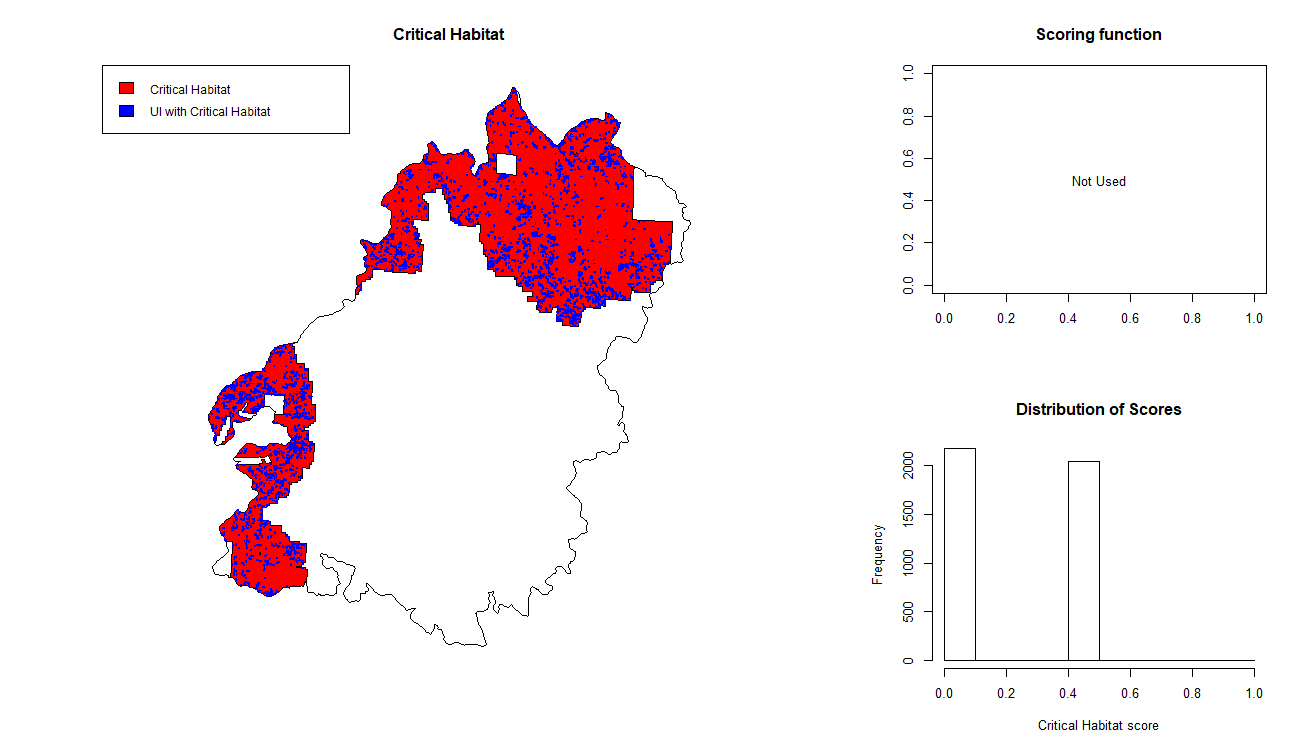 Critical Habitat
Critical Habitat
UI with Critical Habitat
Scoring function
1.0
0.8
0.6
0.4
0.2
0.0
Not Used
0.0 0.2 0.4 0.6 0.8 1.0
Distribution of Scores
Frequency
2000
1500
1000
500
0
0.0 0.2 0.4 0.6 0.8 1.0
Critical Habitat score